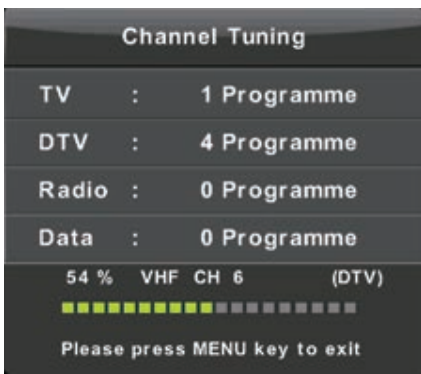 Channel Tuning
TV : 1 Programme
DTV : 4 Programme
Radio : 0 Programme
Data : 0 Programme
54 % VHF CH 6 (DTV)
Please press MENU key to exit